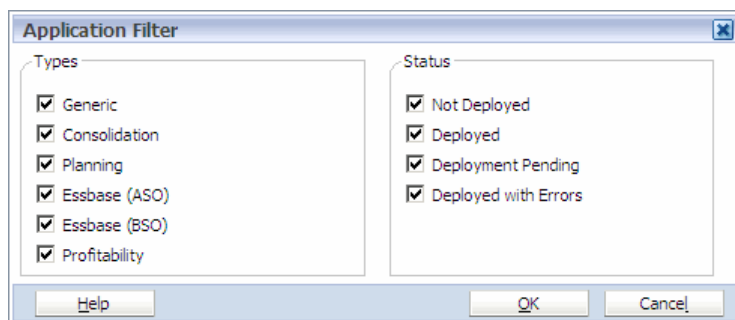 Application Filter
Types
Generic
Consolidation
Planning
Essbase (ASO)
Essbase (BSO)
Profitability
Status
Not Deployed
Deployed
Deployment Pending
Deployed with Errors
Help
OK
Cancel